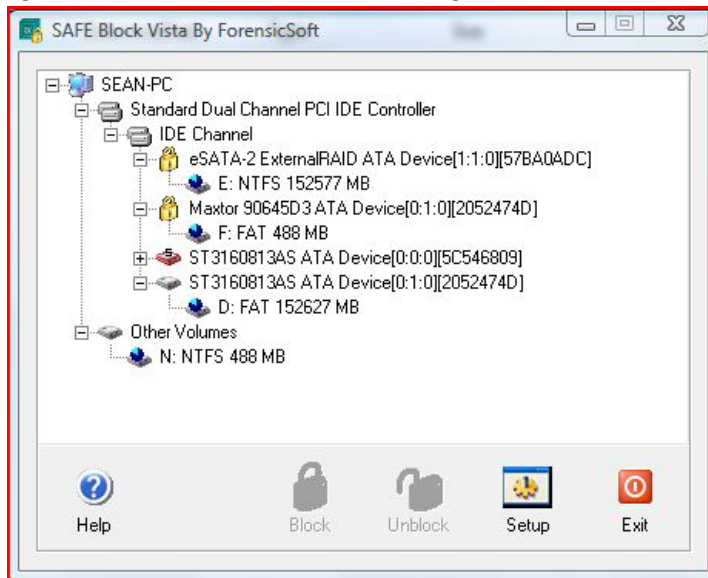 SAFE Block Vista By ForensicSoft
SEAN-PC
Standard Dual Channel PCI IDE Controller
IDE Channel
eSATA-2 ExternalRAID ATA Device[1:1:0][57BA0ADC]
E: NTFS 152577 MB
Maxtor 90645D3 ATA Device[0:1:0][2052474D]
F: FAT 488 MB
ST3160813AS ATA Device[0:0:0][5C546809]
ST3160813AS ATA Device[0:1:0][2052474D]
D: FAT 152627 MB
Other Volumes
N: NTFS 488 MB
Help Block Unblock Setup Exit